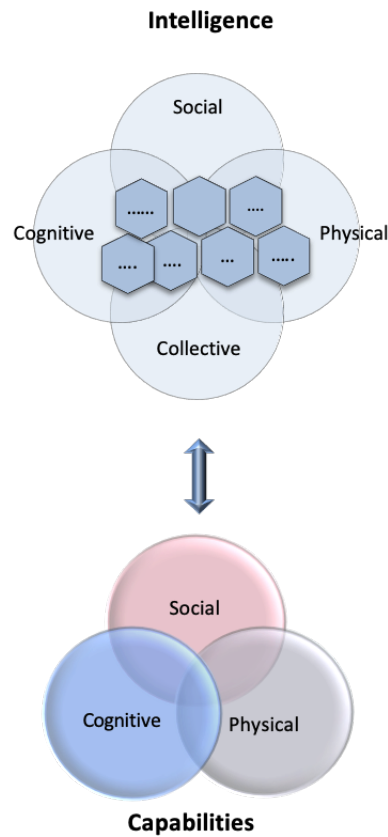 Intelligence
Social
......
....
Cognitive
Physical
....
....
...
.....
Collective
Social
Cognitive
Physical
Capabilities